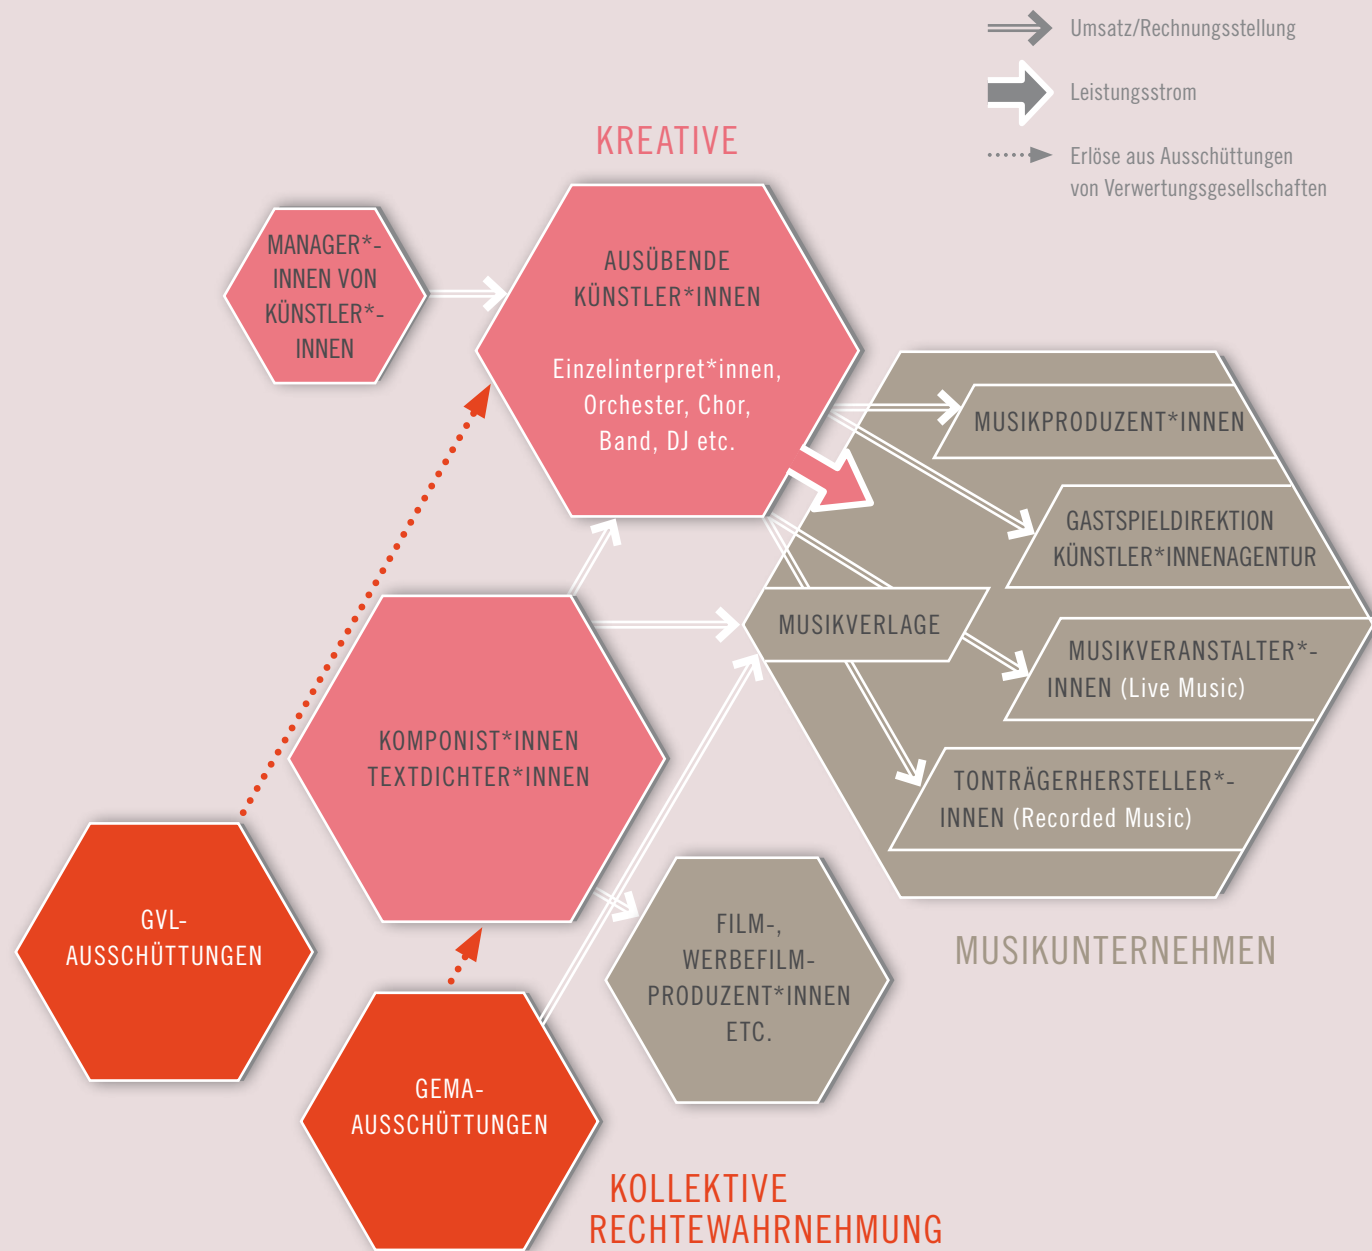 Umsatz/Rechnungsstellung
Leistungsstrom
Erlöse aus Ausschüttungen
von Verwertungsgesellschaften
KREATIVE
MANAGER*-
INNEN VON
KÜNSTLER*-
INNEN
AUSÜBENDE
KÜNSTLER*INNEN
Einzelinterpret*innen,
Orchester, Chor,
Band, DJ etc.
MUSIKPRODUZENT*INNEN
GASTSPIELDIREKTION
KÜNSTLER*INNENAGENTUR
MUSIKVERLAGE
MUSIKVERANSTALTER*-
INNEN (Live Music)
TONTRÄGERHERSTELLER*-
INNEN (Recorded Music)
MUSIKUNTERNEHMEN
KOMPONIST*INNEN
TEXTDICHTER*INNEN
GVL-
AUSSCHÜTTUNGEN
FILM-,
WERBEFILM-
PRODUZENT*INNEN
ETC.
GEMA-
AUSSCHÜTTUNGEN
KOLLEKTIVE
RECHTEWAHRNEHMUNG